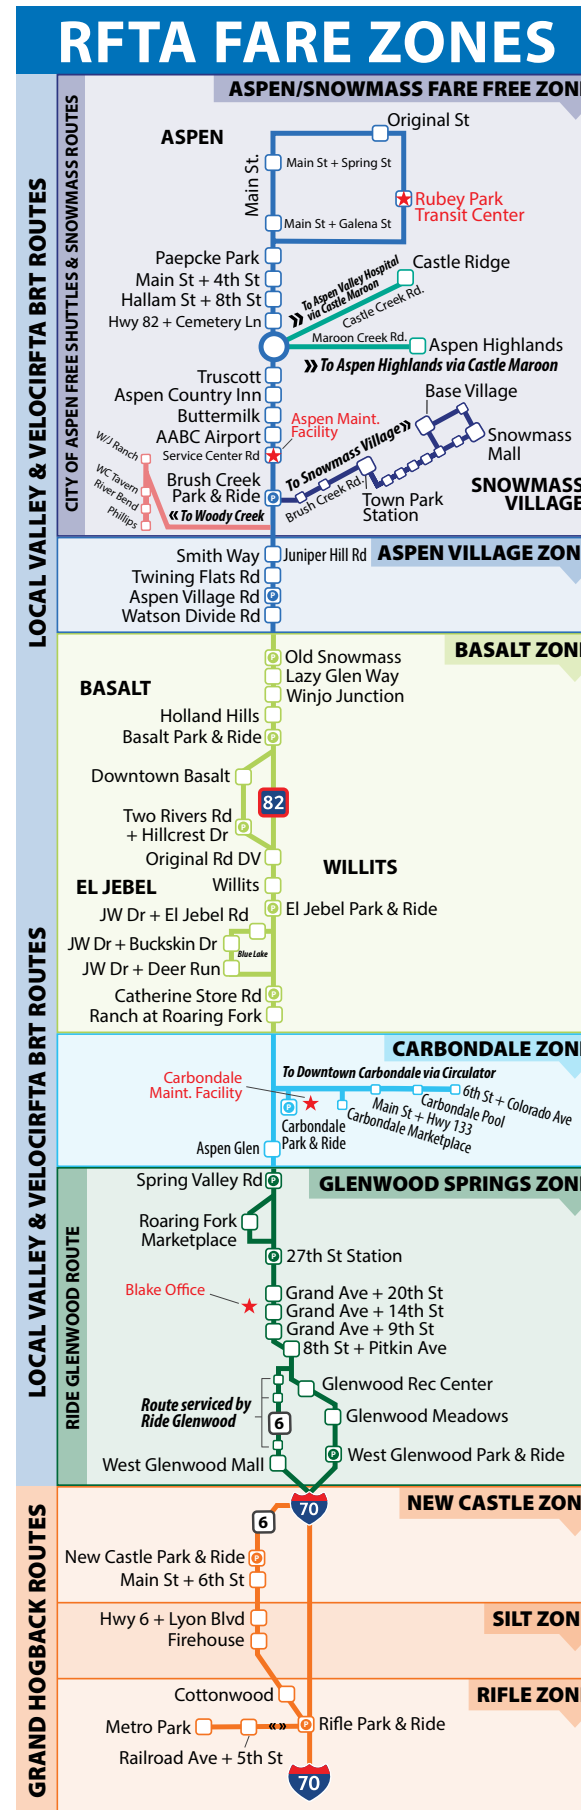 RFTA FARE ZONES
ASPEN/SNOWMASS FARE FREE ZON
LOCAL VALLEY & VELOCIRFTA BRT ROUTES
CITY OF ASPEN FREE SHUTTLES & SNOWMASS ROUTES
ASPEN
Original St
Main St.
Main St + Spring St
Rubey Park
Transit Center
Main St + Galena St
Paepcke Park
Main St + 4th St
Hallam St + 8th St
Hwy 82 + Cemetery Ln
» To Aspen Valley Hospital
via Castle Maroon
Castle Ridge
Castle Creek Rd.
Maroon Creek Rd.
Aspen Highlands
» To Aspen Highlands via Castle Maroon
Truscott
Aspen Country Inn
Buttermilk
AABC Airport
Service Center Rd
Aspen Maint.
Facility
Base Village
Snowmass
Mall
To Snowmass Village »
Brush Creek Rd.
Town Park
Station
SNOWMASS
VILLAGE
W/J Ranch
WC Tavern
River Bend
Phillips
Brush Creek
Park & Ride
P
« To Woody Creek
ASPEN VILLAGE ZON
Smith Way
Juniper Hill Rd
Twining Flats Rd
Aspen Village Rd
P
Watson Divide Rd
BASALT ZON
P
Old Snowmass
Lazy Glen Way
Winjo Junction
BASALT
Holland Hills
Basalt Park & Ride
P
Downtown Basalt
82
Two Rivers Rd
+ Hillcrest Dr
P
Original Rd DV
WILLITS
Willits
EL JEBEL
P
El Jebel Park & Ride
JW Dr + El Jebel Rd
JW Dr + Buckskin Dr
Blue Lake
JW Dr + Deer Run
Catherine Store Rd
P
Ranch at Roaring Fork
LOCAL VALLEY & VELOCIRFTA BRT ROUTES
CARBONDALE ZON
To Downtown Carbondale via Circulator
Carbondale
Maint. Facility
P
Carbondale
Park & Ride
6th St + Colorado Ave
Carbondale Pool
Main St + Hwy 133
Carbondale Marketplace
Aspen Glen
GLENWOOD SPRINGS ZON
RIDE GLENWOOD ROUTE
Spring Valley Rd
P
Roaring Fork
Marketplace
P
27th St Station
Blake Office
Grand Ave + 20th St
Grand Ave + 14th St
Grand Ave + 9th St
8th St + Pitkin Ave
Glenwood Rec Center
Route serviced by
Ride Glenwood
6
Glenwood Meadows
P
West Glenwood Park & Ride
West Glenwood Mall
GRAND HOGBACK ROUTES
NEW CASTLE ZON
70
6
New Castle Park & Ride
P
Main St + 6th St
SILT ZON
Hwy 6 + Lyon Blvd
Firehouse
RIFLE ZON
Cottonwood
Metro Park
« »
P
Rifle Park & Ride
Railroad Ave + 5th St
70